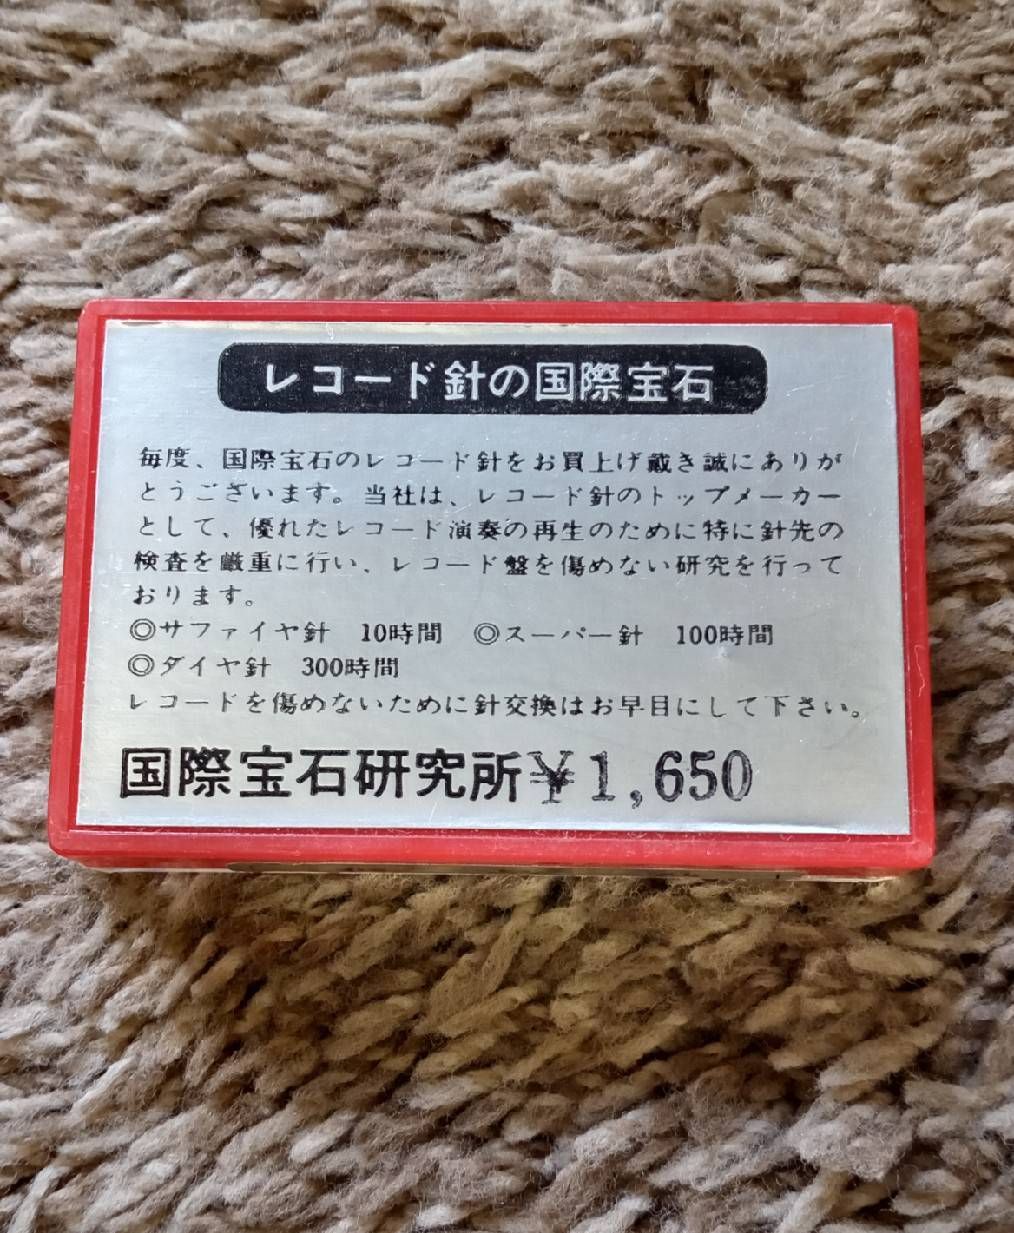 レコード針の国際宝石
毎度、国際宝石のレコード針をお買上げ戴き誠にありが
とうございます。当社は、レコード針のトップメーカー
として、優れたレコード演奏の再生のために特に針先の
検査を厳重に行い、レコード盤を傷めない研究を行って
おります。
◎サファイヤ針 10時間 ◎スーパー針 100時間
◎ダイヤ針 300時間
レコードを傷めないために針交換はお早目にして下さい。
国際宝石研究所¥1,650